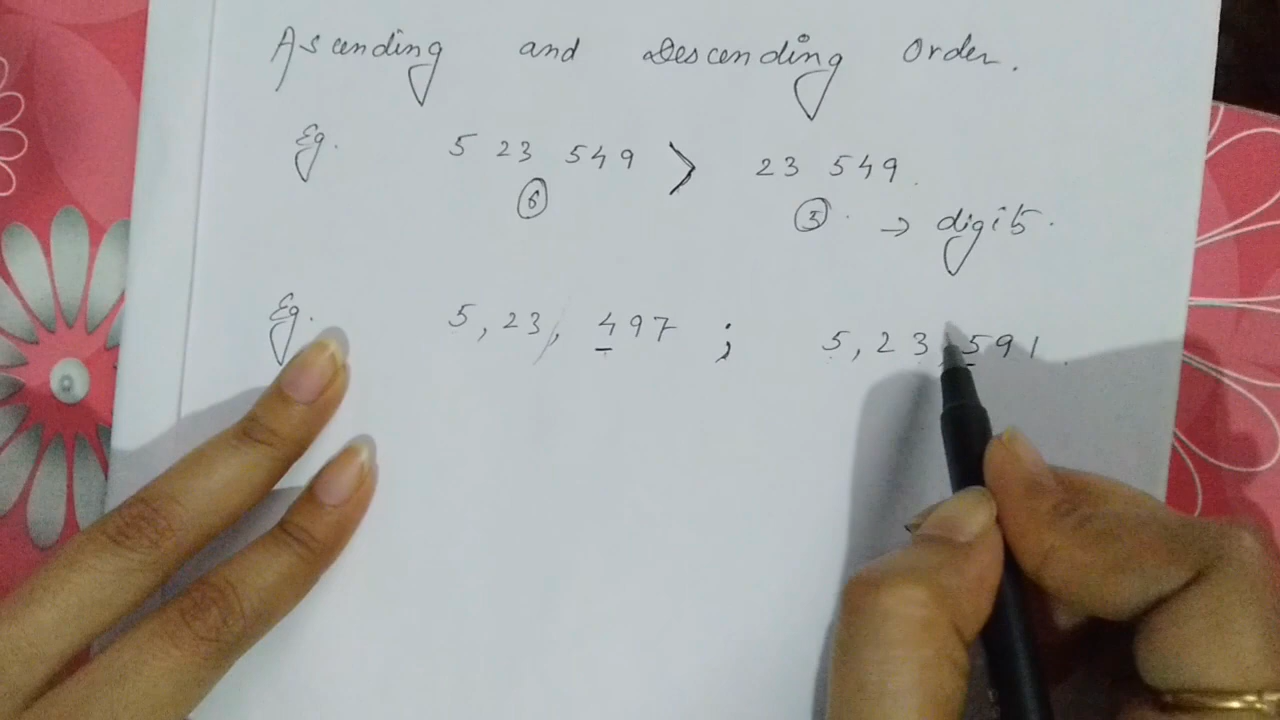 Ascending and Descending Order.
Eg. 5 23 549 > 23 549.
6 5. → digits.
Eg. 5,23,497 ; 5,23,591.